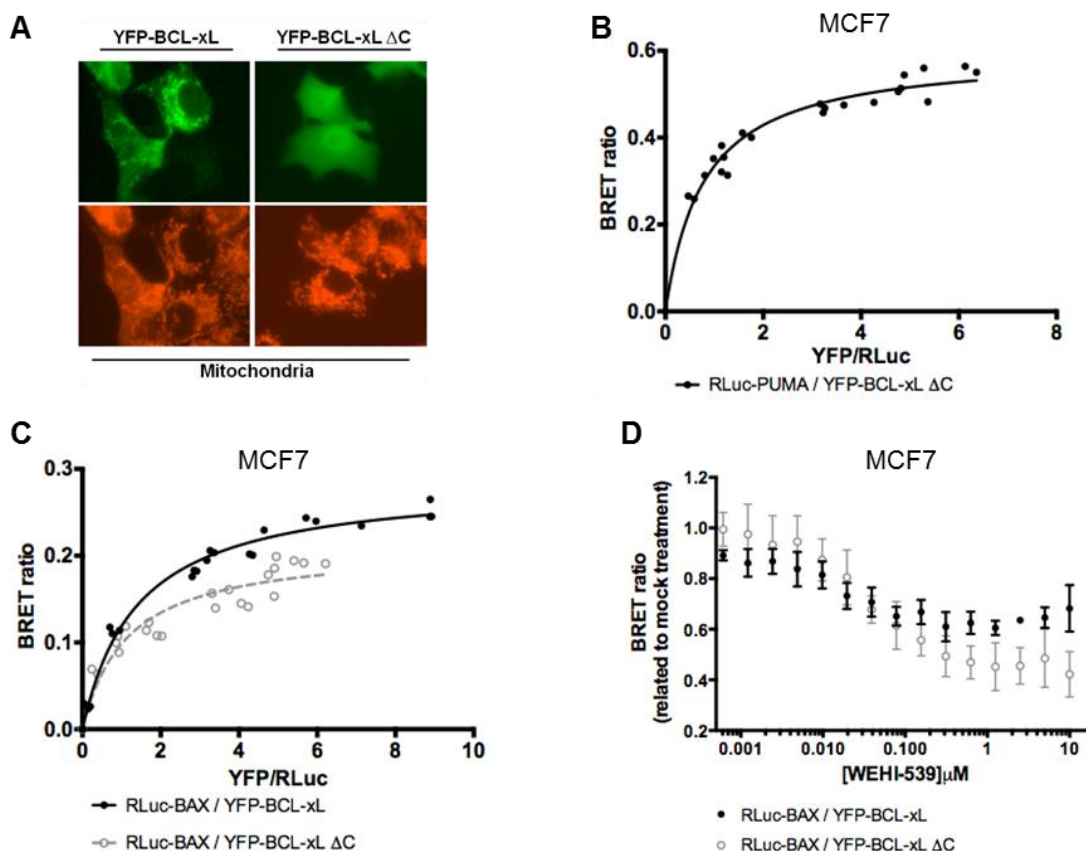 A
YFP-BCL-xL
YFP-BCL-xL ΔC
Mitochondria
B
MCF7
BRET ratio
0.6
0.4
0.2
0.0
0
2
4
6
8
YFP/RLuc
RLuc-PUMA / YFP-BCL-xL ΔC
C
MCF7
BRET ratio
0.3
0.2
0.1
0.0
0
2
4
6
8
10
YFP/RLuc
RLuc-BAX / YFP-BCL-xL
RLuc-BAX / YFP-BCL-xL ΔC
D
MCF7
BRET ratio
(related to mock treatment)
1.2
1.0
0.8
0.6
0.4
0.2
0.001
0.010
0.100
1
10
[WEHI-539]µM
RLuc-BAX / YFP-BCL-xL
RLuc-BAX / YFP-BCL-xL ΔC